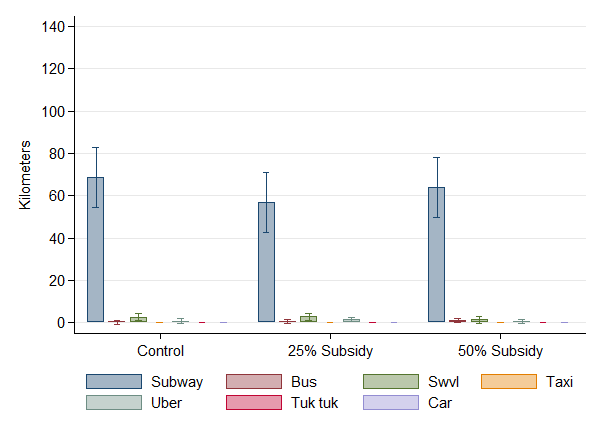 140
120
100
80
60
40
20
0
Kilometers
Control 25% Subsidy 50% Subsidy
Subway Bus Swvl Taxi
Uber Tuk tuk Car